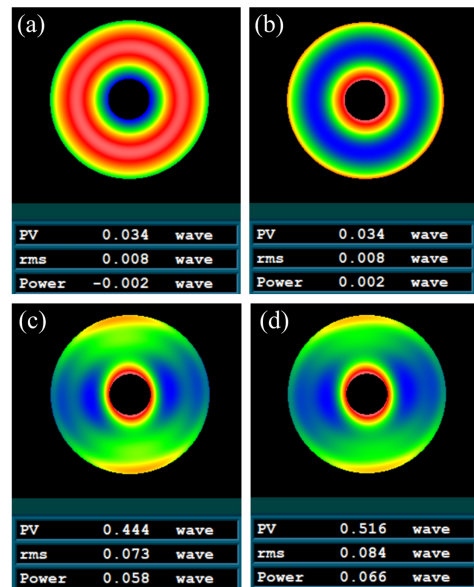 (a)
(b)
PV 0.034 wave
rms 0.008 wave
Power -0.002 wave
PV 0.034 wave
rms 0.008 wave
Power 0.002 wave
(c)
(d)
PV 0.444 wave
rms 0.073 wave
Power 0.058 wave
PV 0.516 wave
rms 0.084 wave
Power 0.066 wave